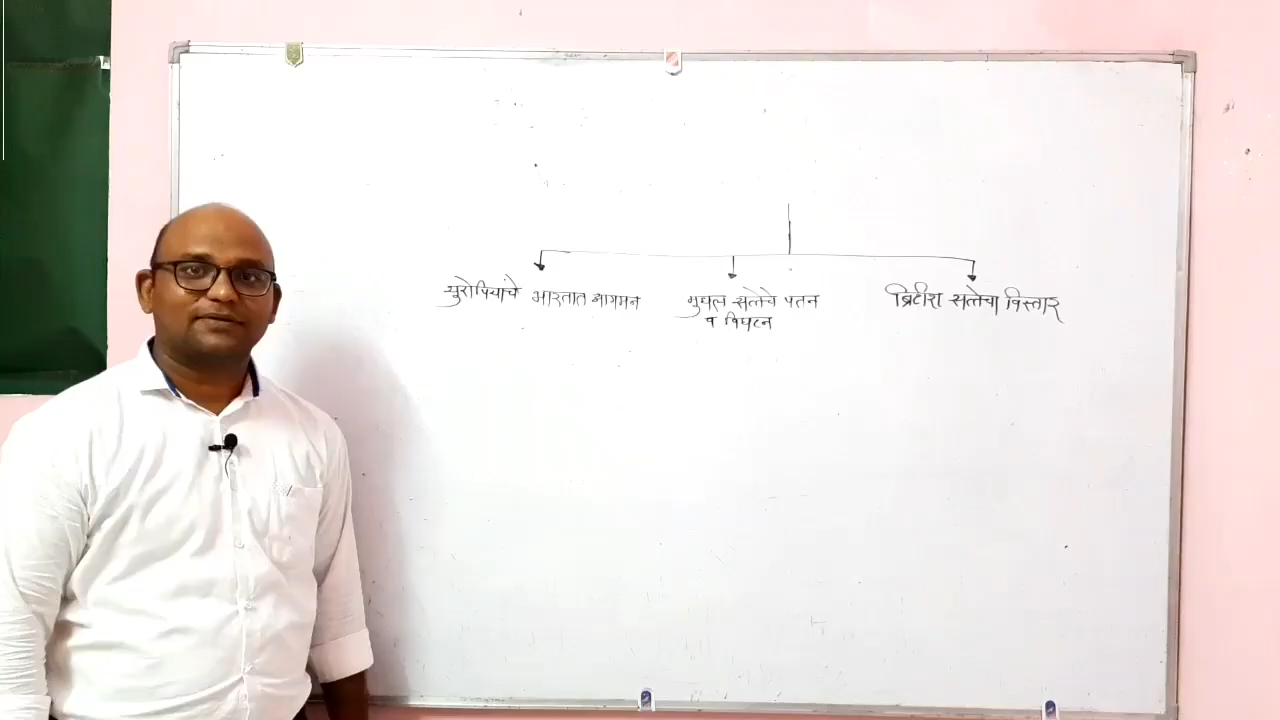 युरोपियांचे भारतात आगमन
मुघल सत्तेचे पतन
व विघटन
ब्रिटीश सत्तेचा विस्तार